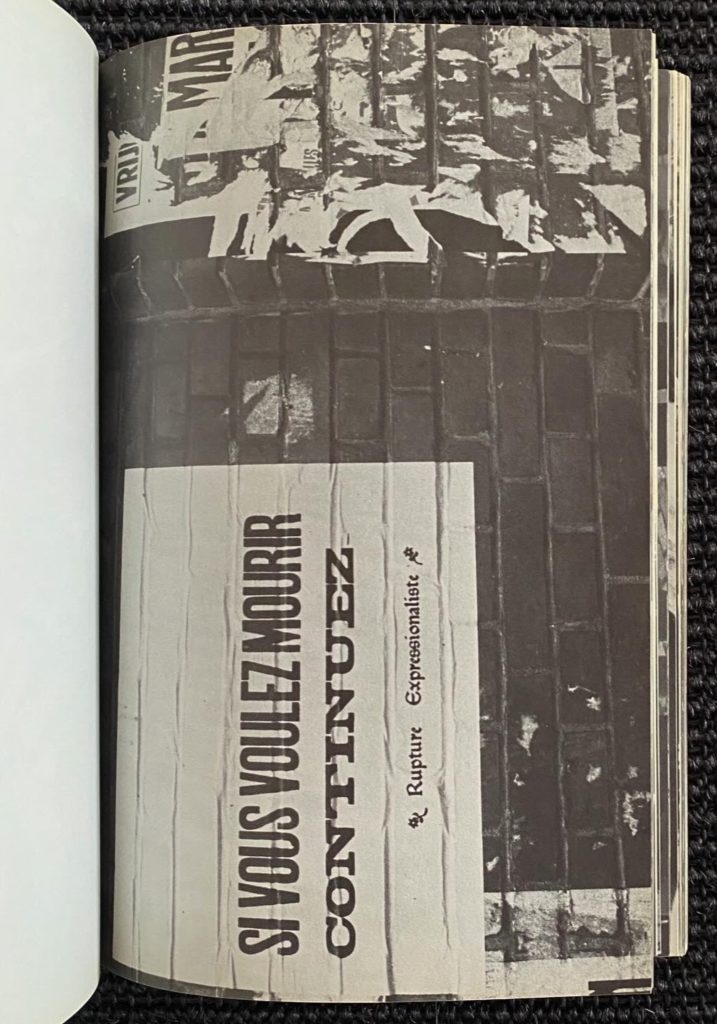 SI VOUS VOULEZ MOURIR
CONTINUEZ
Rupture Expressionaliste
MAR
VRIJ